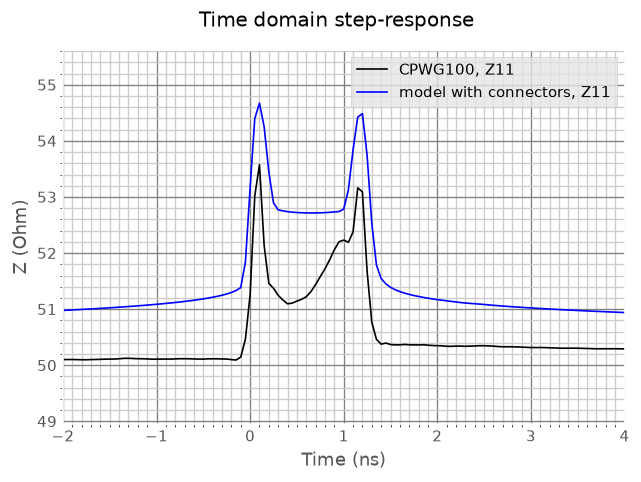 Time domain step-response
CPWG100, Z11
model with connectors, Z11
Z (Ohm)
55
54
53
52
51
50
49
−2 −1 0 1 2 3 4
Time (ns)